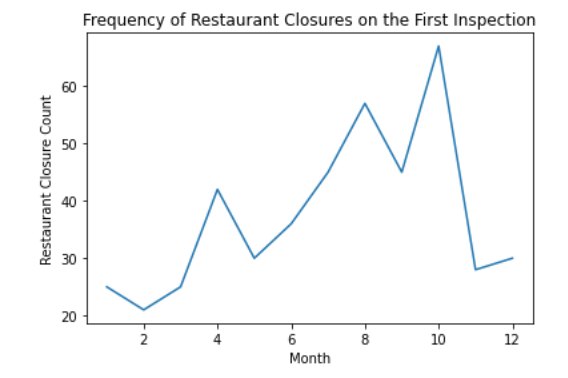 Frequency of Restaurant Closures on the First Inspection
Restaurant Closure Count
60
50
40
30
20
2 4 6 8 10 12
Month